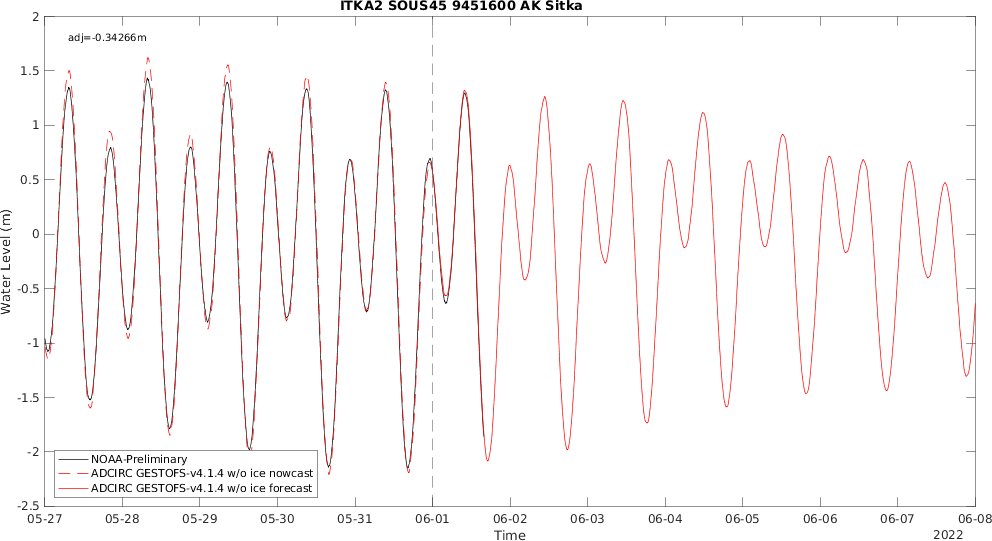 ITKA2 SOUS45 9451600 AK Sitka
adj=-0.34266m
Water Level (m)
2
1.5
1
0.5
0
-0.5
-1
-1.5
-2
-2.5
NOAA-Preliminary
ADCIRC GESTOFS-v4.1.4 w/o ice nowcast
ADCIRC GESTOFS-v4.1.4 w/o ice forecast
05-27 05-28 05-29 05-30 05-31 06-01 06-02 06-03 06-04 06-05 06-06 06-07 06-08
Time
2022